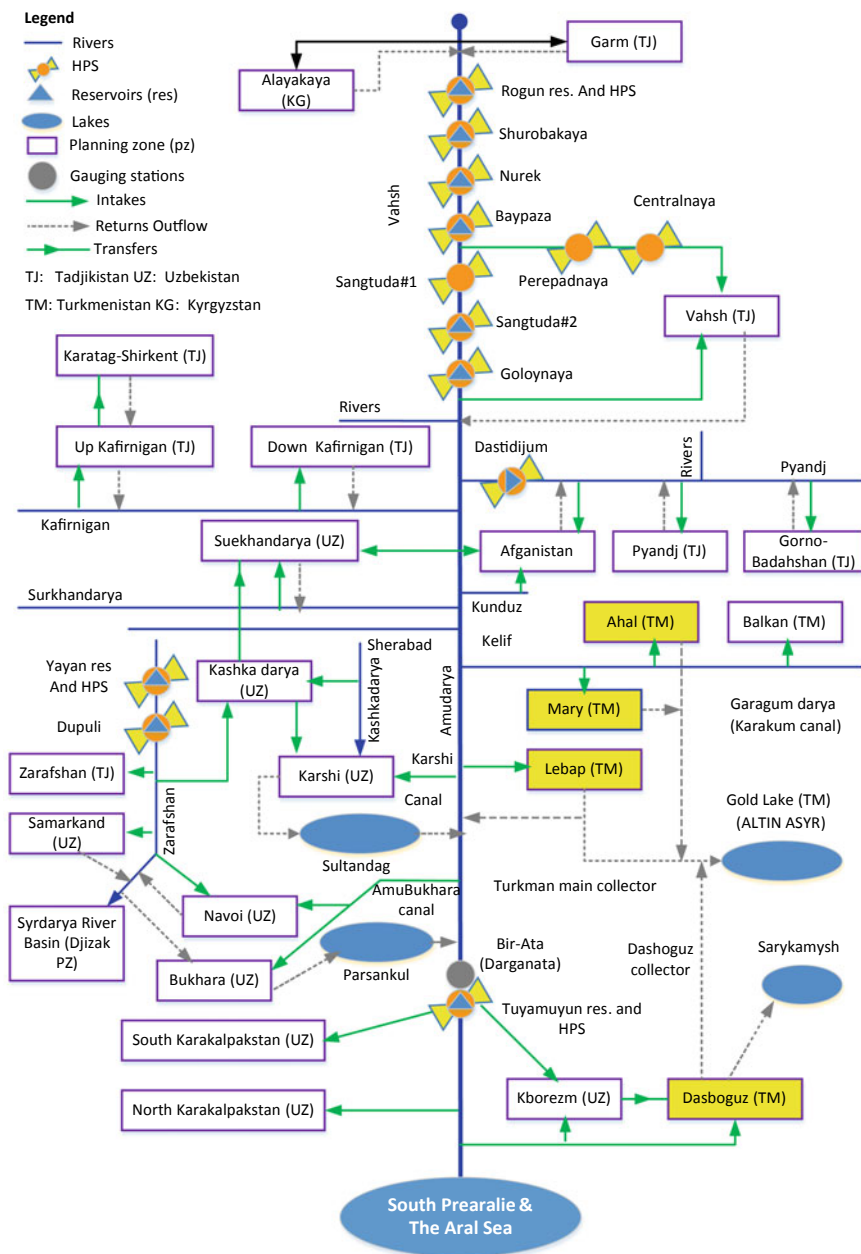 Legend
Rivers
HPS
Reservoirs (res)
Lakes
Planning zone (pz)
Gauging stations
Intakes
Returns Outflow
Transfers
TJ: Tadjikistan UZ: Uzbekistan
TM: Turkmenistan KG: Kyrgyzstan
Garm (TJ)
Alayakaya
(KG)
Rogun res. And HPS
Shurobakaya
Nurek
Vahsh
Baypaza
Centralnaya
Perepadnaya
Sangtuda#1
Vahsh (TJ)
Sangtuda#2
Goloynaya
Karatag-Shirkent (TJ)
Rivers
Up Kafirnigan (TJ)
Down Kafirnigan (TJ)
Dastidijum
Rivers
Pyandj
Kafirnigan
Suekhandarya (UZ)
Afganistan
Pyandj (TJ)
Gorno-
Badahshan (TJ)
Surkhandarya
Kunduz
Kelif
Ahal (TM)
Balkan (TM)
Sherabad
Yayan res
And HPS
Kashka darya
(UZ)
Kashkadarya
Amudarya
Mary (TM)
Garagum darya
(Karakum canal)
Dupuli
Zarafshan (TJ)
Karshi (UZ)
Karshi
Canal
Lebap (TM)
Gold Lake (TM)
(ALTIN ASYR)
Zarafshan
Samarkand
(UZ)
Sultandag
AmuBukhara
canal
Turkman main collector
Navoi (UZ)
Syrdarya River
Basin (Djizak
PZ)
Bukhara (UZ)
Parsankul
Bir-Ata
(Darganata)
Dashoguz
collector
Sarykamysh
Tuyamuyun res. and
HPS
South Karakalpakstan (UZ)
North Karakalpakstan (UZ)
Kborezm (UZ)
Dasboguz (TM)
South Prearalie &
The Aral Sea